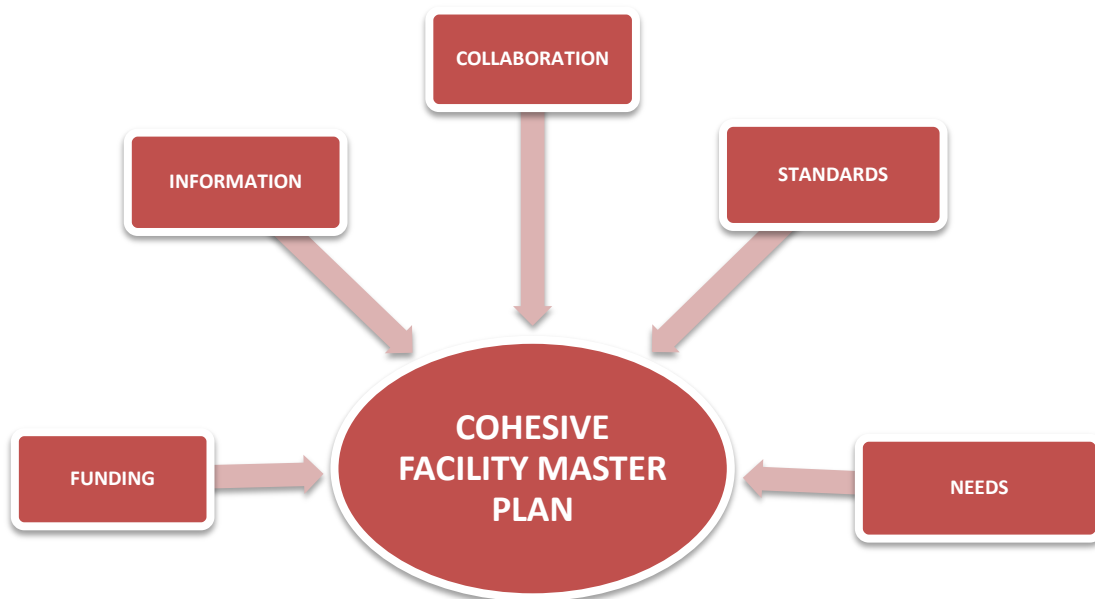 COLLABORATION
INFORMATION
STANDARDS
COHESIVE
FACILITY MASTER
PLAN
FUNDING
NEEDS